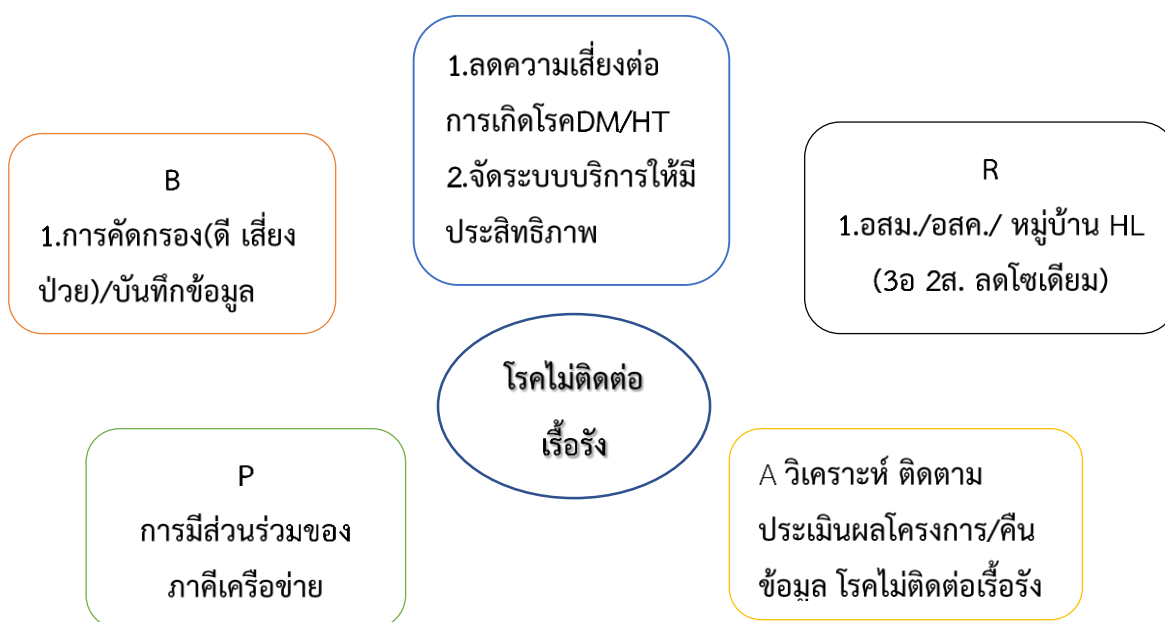 1.ลดความเสี่ยงต่อ
การเกิดโรคDM/HT
2.จัดระบบบริการให้มี
ประสิทธิภาพ
B
1.การคัดกรอง(ดี เสี่ยง
ป่วย)/บันทึกข้อมูล
R
1.อสม./อสค./ หมู่บ้าน HL
(3อ 2ส. ลดโซเดียม)
โรคไม่ติดต่อ
เรื้อรัง
P
การมีส่วนร่วมของ
ภาคีเครือข่าย
A วิเคราะห์ ติดตาม
ประเมินผลโครงการ/คืน
ข้อมูล โรคไม่ติดต่อเรื้อรัง